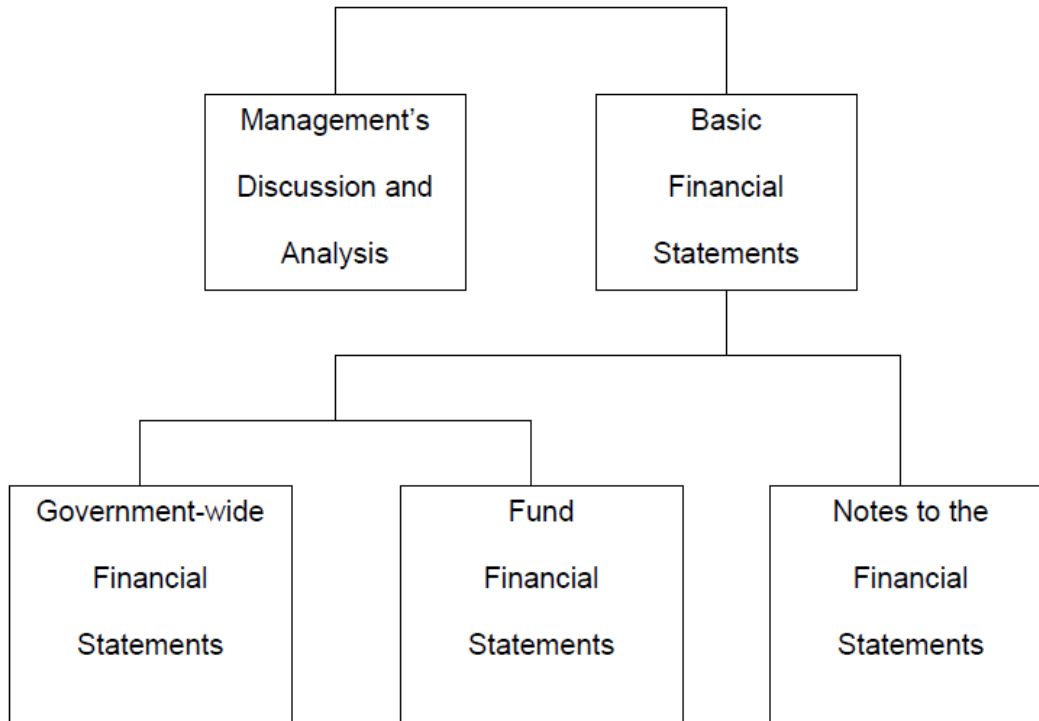 Management’s
Discussion and
Analysis
Basic
Financial
Statements
Government-wide
Financial
Statements
Fund
Financial
Statements
Notes to the
Financial
Statements